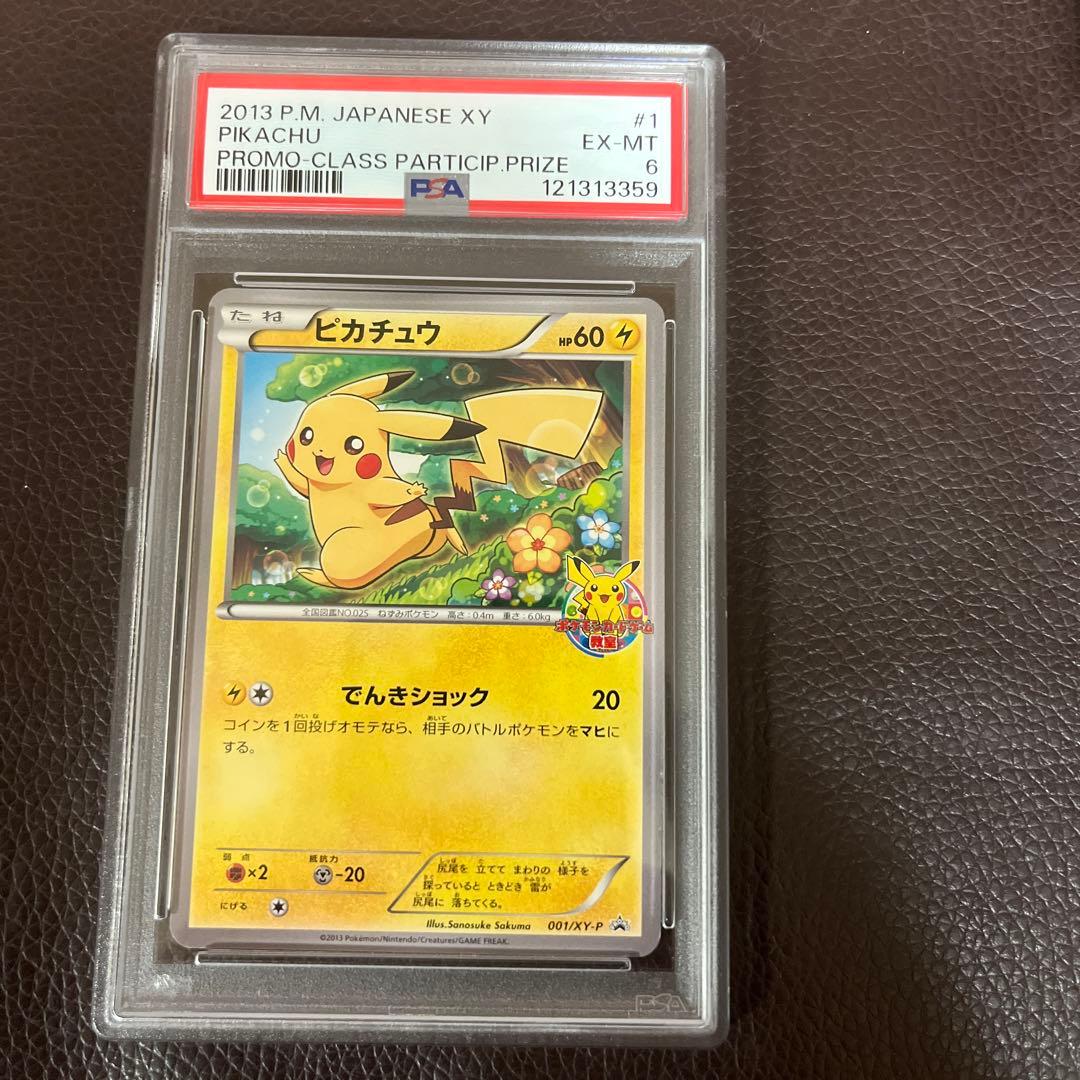 2013 P.M. JAPANESE XY #1
PIKACHU EX-MT
PROMO-CLASS PARTICIP.PRIZE 6
PSA 121313359
たね ピカチュウ HP60
全国図鑑NO.025 ねずみポケモン 高さ:0.4m 重さ:6.0kg
ポケモンカードゲーム
教室
でんきショック 20
コインを1回投げオモテなら、相手のバトルポケモンをマヒに
する。
弱点 抵抗力
×2 -20
にげる
尻尾を 立てて まわりの 様子を
探っていると ときどき 雷が
尻尾に 落ちてくる。
Illus.Sanosuke Sakuma 001/XY-P
©2013 Pokémon/Nintendo/Creatures/GAME FREAK.
PSA